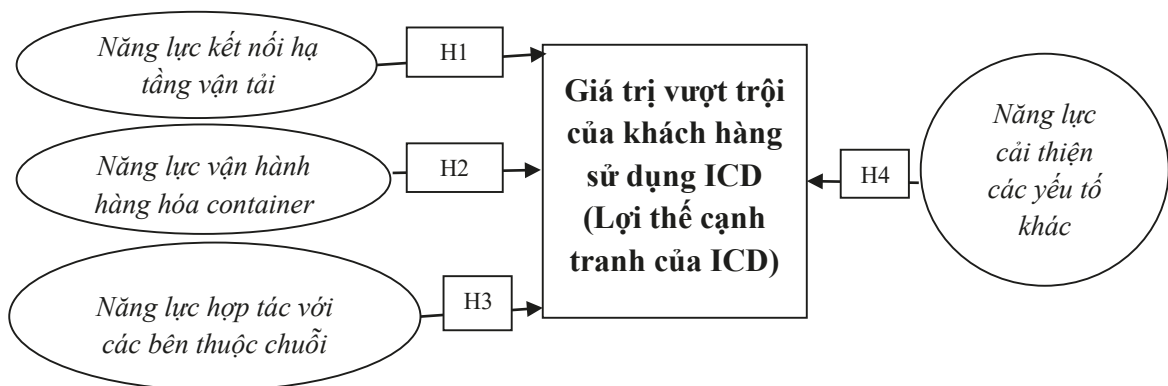 Năng lực kết nối hạ
tầng vận tải
H1
Năng lực vận hành
hàng hóa container
H2
Năng lực hợp tác với
các bên thuộc chuỗi
H3
Giá trị vượt trội
của khách hàng
sử dụng ICD
(Lợi thế cạnh
tranh của ICD)
H4
Năng lực
cải thiện
các yếu tố
khác